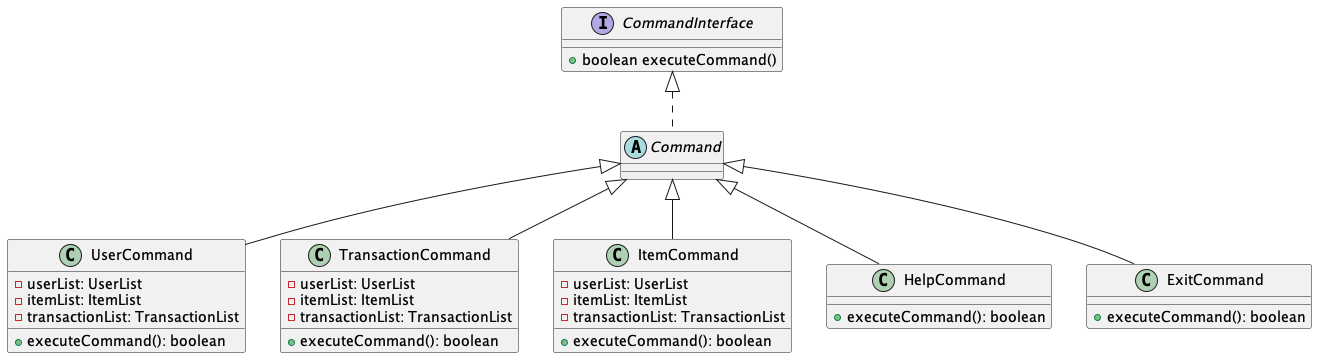 I CommandInterface
boolean executeCommand()
A Command
C UserCommand
userList: UserList
itemList: ItemList
transactionList: TransactionList
executeCommand(): boolean
C TransactionCommand
userList: UserList
itemList: ItemList
transactionList: TransactionList
executeCommand(): boolean
C ItemCommand
userList: UserList
itemList: ItemList
transactionList: TransactionList
executeCommand(): boolean
C HelpCommand
executeCommand(): boolean
C ExitCommand
executeCommand(): boolean